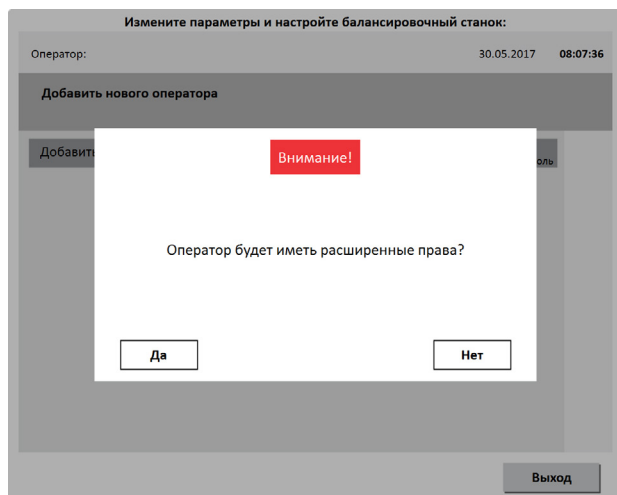 Измените параметры и настройте балансировочный станок:
Оператор: 30.05.2017 08:07:36
Добавить нового оператора
Добавить
Внимание!
Оператор будет иметь расширенные права?
Да Нет
Выход